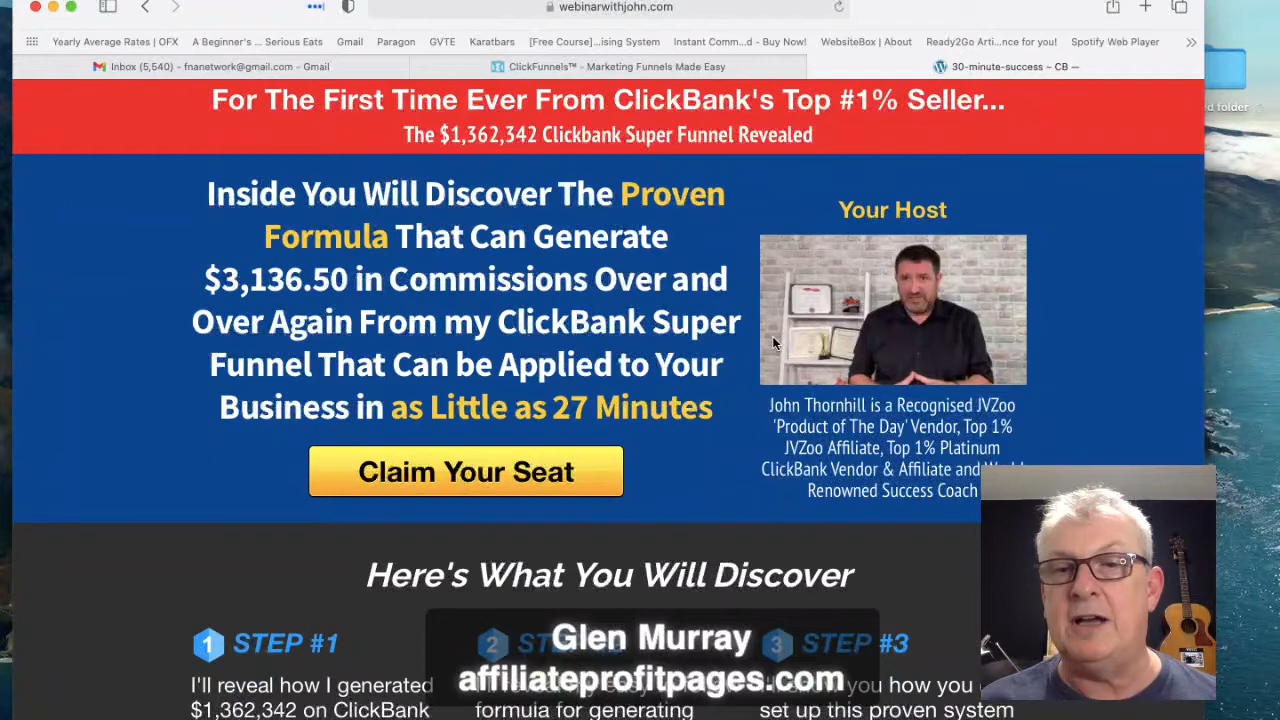 webinarwithjohn.com
Yearly Average Rates | OFX
A Beginner's ... Serious Eats
Gmail
Paragon
GVTE
Karatbars
[Free Course]...ising System
Instant Comm...d - Buy Now!
WebsiteBox | About
Ready2Go Arti...nce for you!
Spotify Web Player
Inbox (5,540) - fnanetwork@gmail.com - Gmail
ClickFunnels™ - Marketing Funnels Made Easy
30-minute-success ~ CB ~
d folder
For The First Time Ever From ClickBank's Top #1% Seller...
The $1,362,342 Clickbank Super Funnel Revealed
Inside You Will Discover The Proven
Formula That Can Generate
$3,136.50 in Commissions Over and
Over Again From my ClickBank Super
Funnel That Can be Applied to Your
Business in as Little as 27 Minutes
Claim Your Seat
Your Host
John Thornhill is a Recognised JVZoo
'Product of The Day' Vendor, Top 1%
JVZoo Affiliate, Top 1% Platinum
ClickBank Vendor & Affiliate and World
Renowned Success Coach
Here's What You Will Discover
1 STEP #1
I'll reveal how I generated
$1,362,342 on ClickBank
2
formula for generating
3 STEP #3
you how you
set up this proven system
Glen Murray
affiliateprofitpages.com